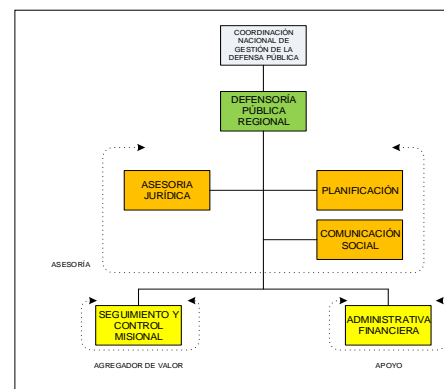 COORDINACIÓN
NACIONAL DE
GESTIÓN DE LA
DEFENSA PÚBLICA
DEFENSORÍA
PÚBLICA
REGIONAL
ASESORIA
JURÍDICA
PLANIFICACIÓN
COMUNICACIÓN
SOCIAL
ASESORÍA
SEGUIMIENTO Y
CONTROL
MISIONAL
ADMINISTRATIVA
FINANCIERA
AGREGADOR DE VALOR
APOYO